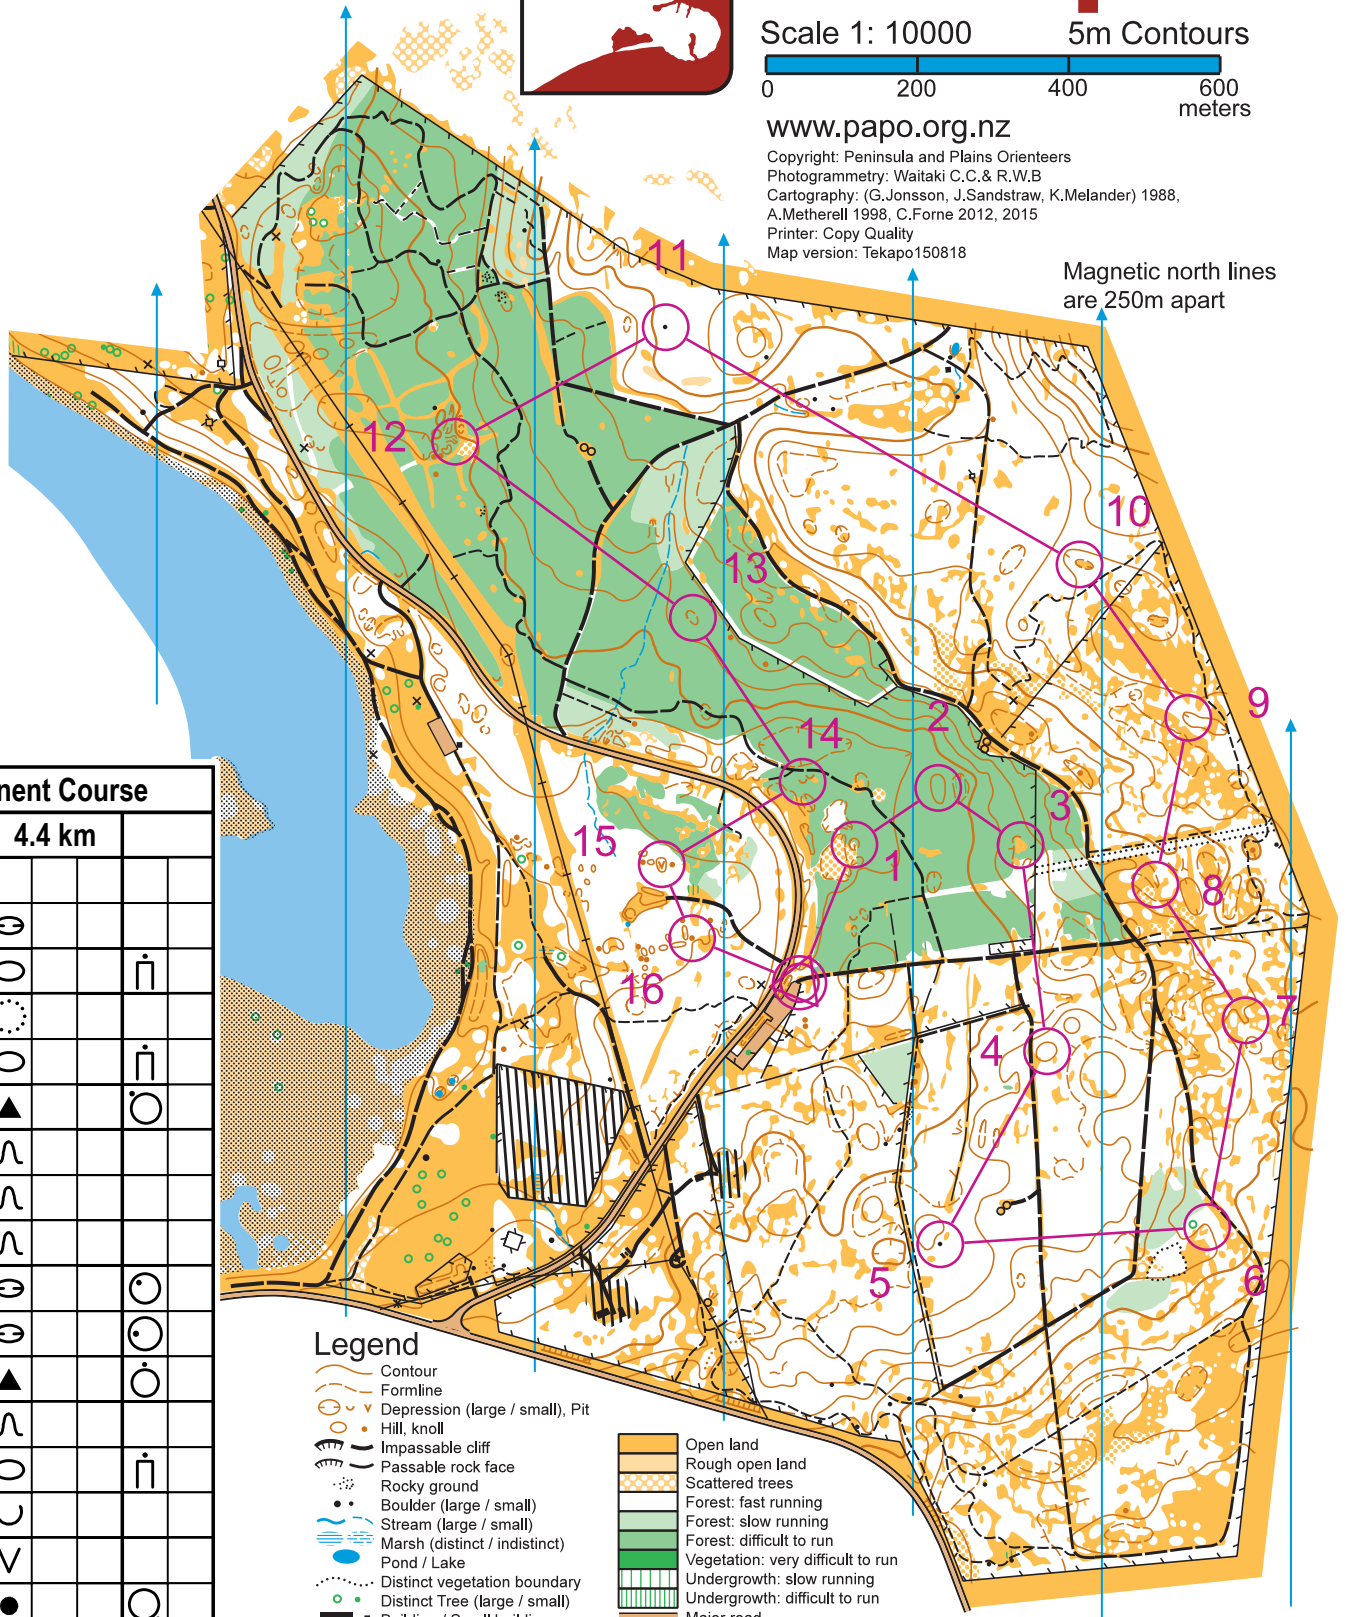 Scale 1: 10000
5m Contours
0 200 400 600
meters
www.papo.org.nz
Copyright: Peninsula and Plains Orienteers
Photogrammetry: Waitaki C.C.& R.W.B
Cartography: (G.Jonsson, J.Sandstraw, K.Melander) 1988,
A.Metherell 1998, C.Forne 2012, 2015
Printer: Copy Quality
Map version: Tekapo150818
Magnetic north lines
are 250m apart
11
12
10
13
9
2
14
3
15
1
8
16
7
4
5
6
nent Course
4.4 km
Legend
Contour
Formline
Depression (large / small), Pit
Hill, knoll
Impassable cliff
Passable rock face
Rocky ground
Boulder (large / small)
Stream (large / small)
Marsh (distinct / indistinct)
Pond / Lake
Distinct vegetation boundary
Distinct Tree (large / small)
Building / Small building
Open land
Rough open land
Scattered trees
Forest: fast running
Forest: slow running
Forest: difficult to run
Vegetation: very difficult to run
Undergrowth: slow running
Undergrowth: difficult to run
Major road